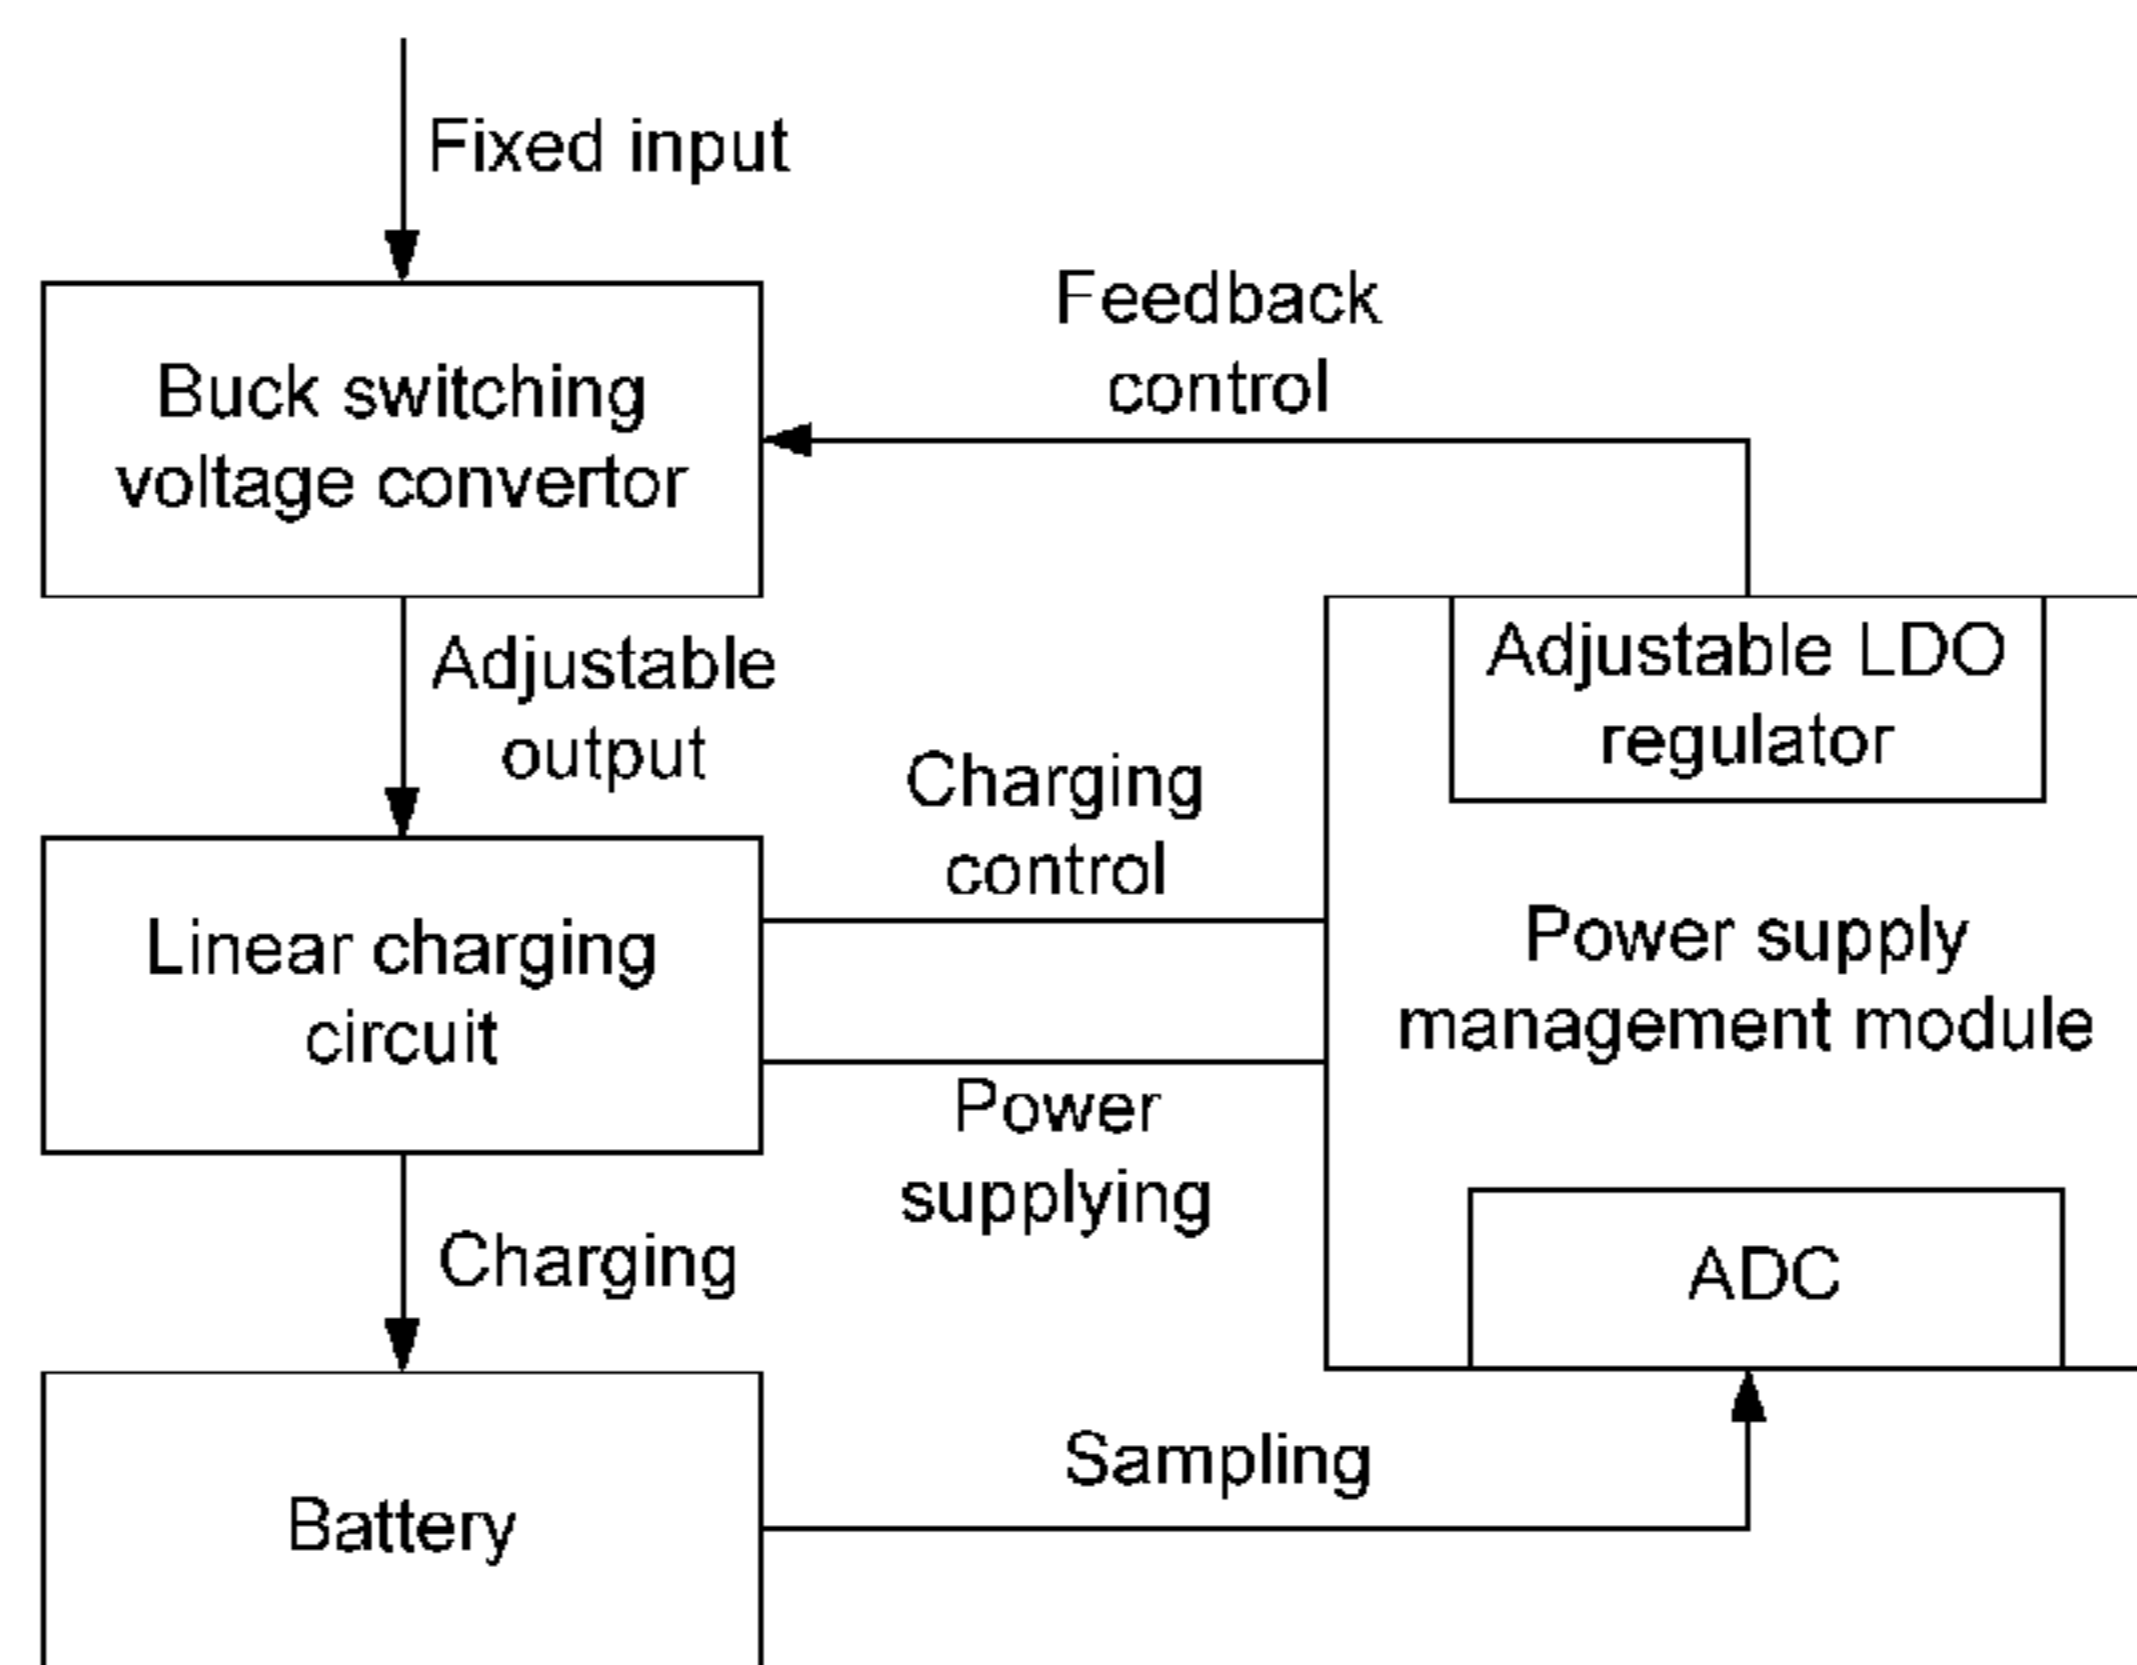 Fixed input
Feedback
control
Buck switching
voltage convertor
Adjustable
output
Adjustable LDO
regulator
Charging
control
Linear charging
circuit
Power supply
management module
Power
supplying
Charging
ADC
Sampling
Battery